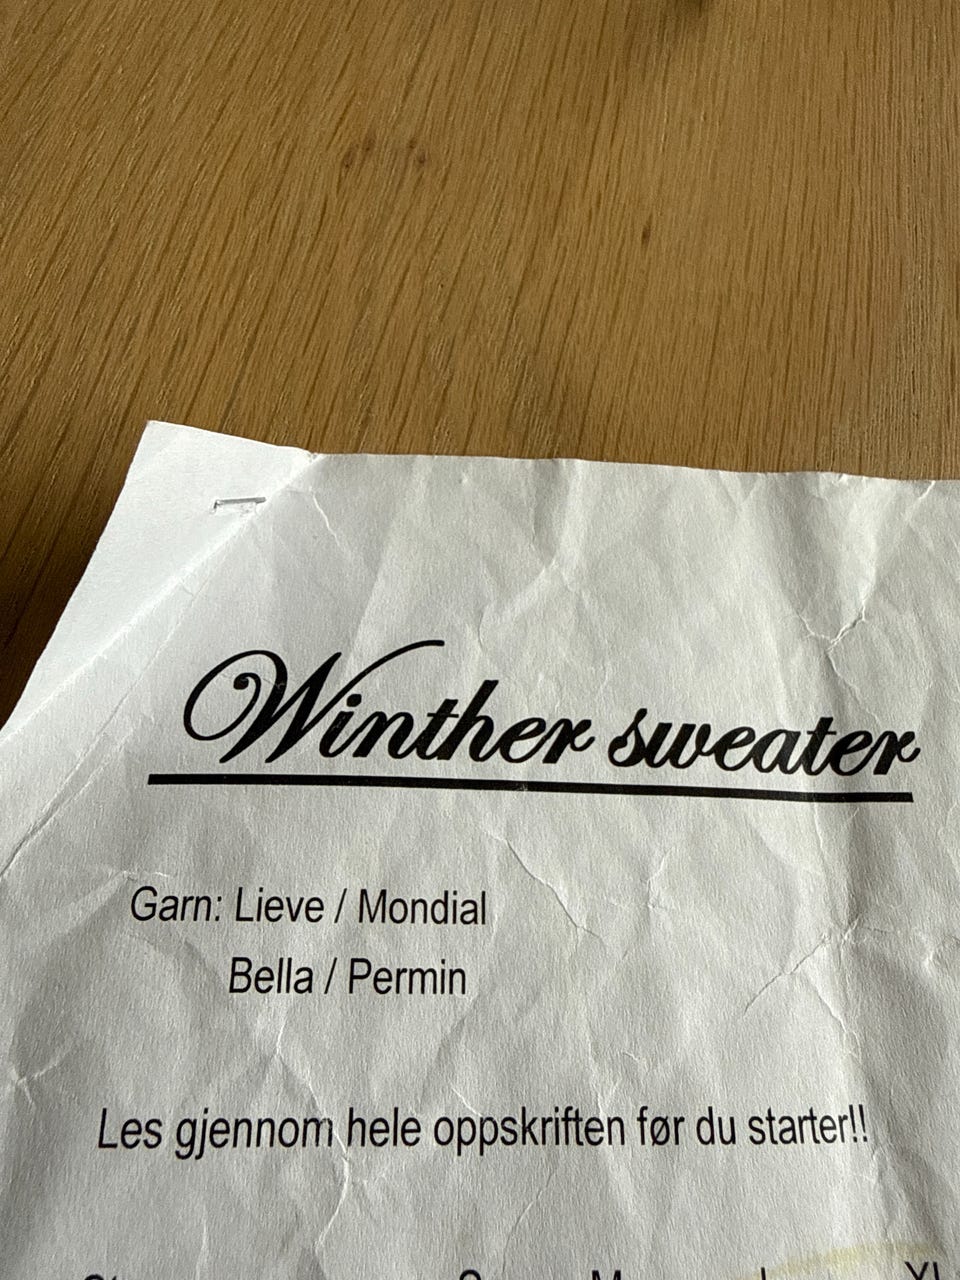 Winther sweater
Garn: Lieve / Mondial
Bella / Permin
Les gjennom hele oppskriften før du starter!!